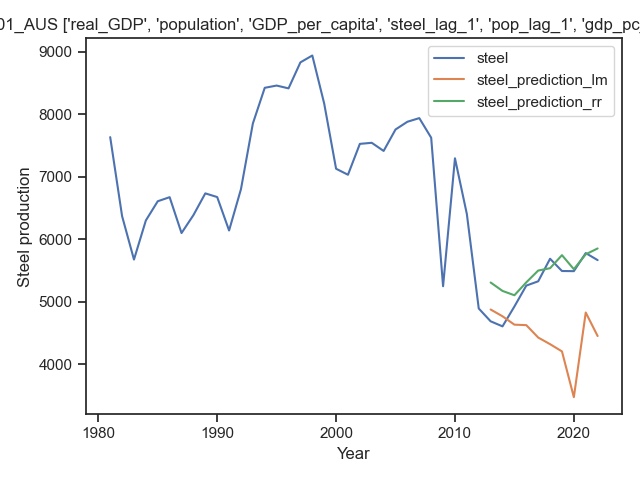 01_AUS ['real_GDP', 'population', 'GDP_per_capita', 'steel_lag_1', 'pop_lag_1', 'gdp_pc_
steel
steel_prediction_lm
steel_prediction_rr
9000
8000
7000
6000
5000
4000
Steel production
1980
1990
2000
2010
2020
Year